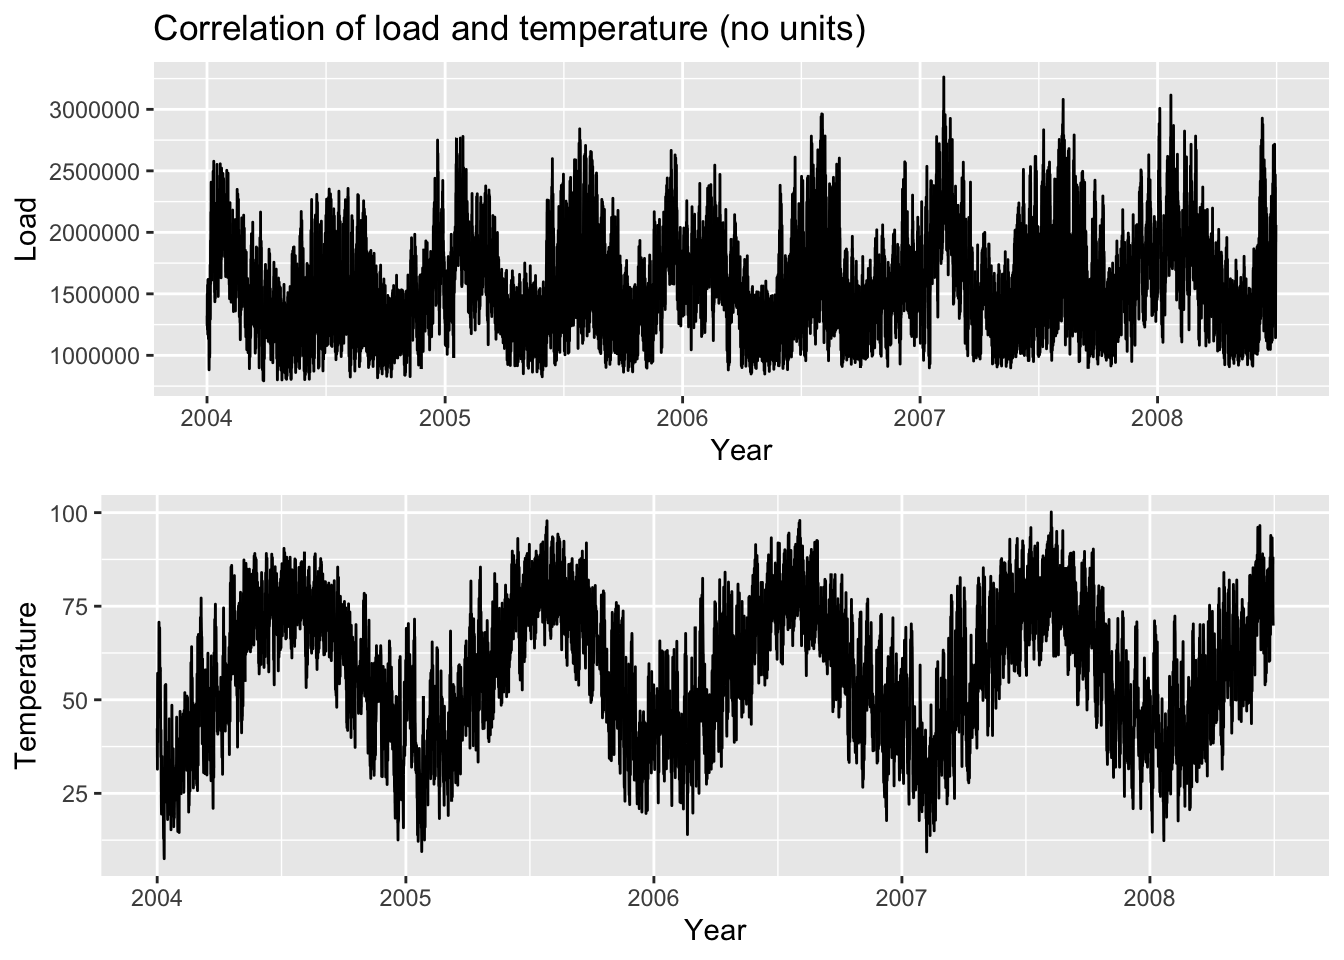 Correlation of load and temperature (no units)
3000000
2500000
2000000
1500000
1000000
Load
2004 2005 2006 2007 2008
Year
100
75
50
25
Temperature
2004 2005 2006 2007 2008
Year